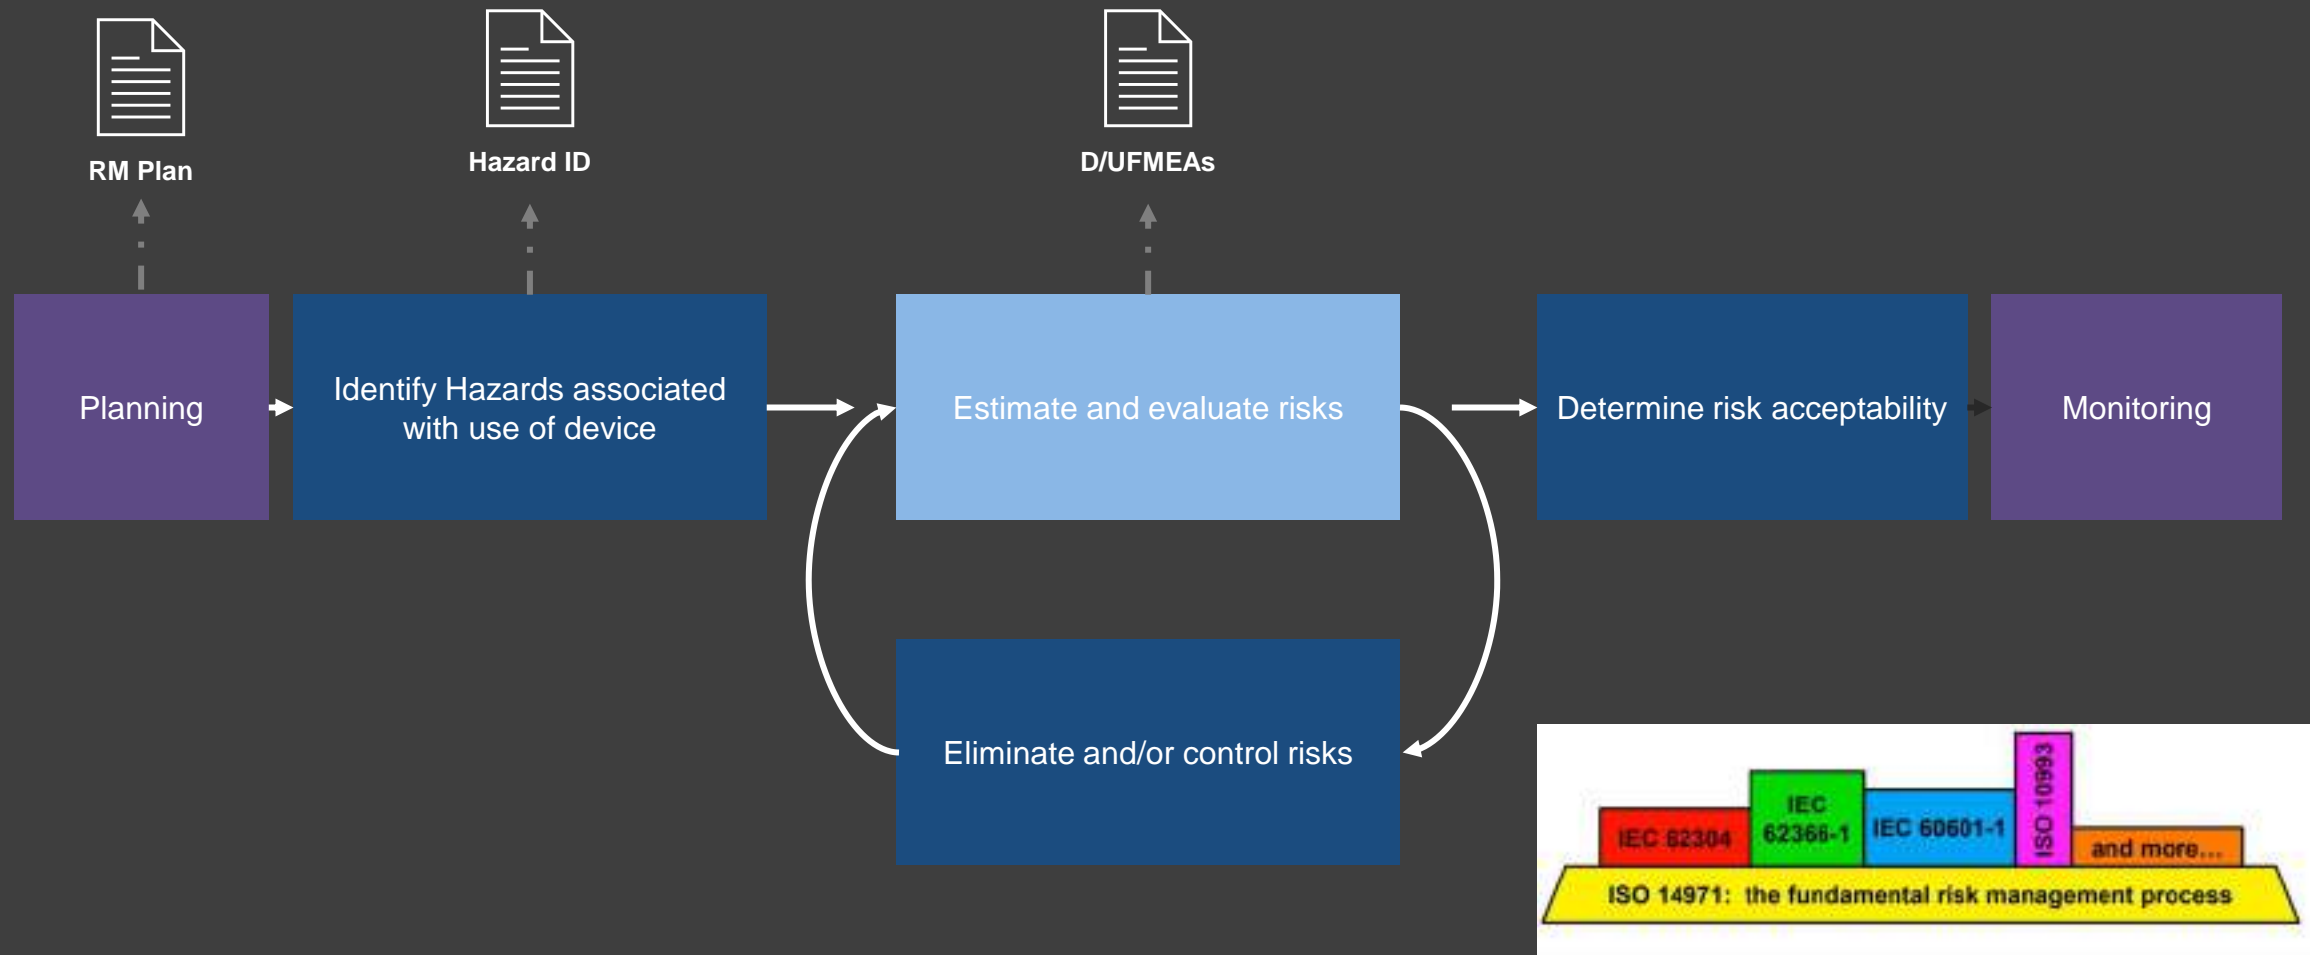 RM Plan
Hazard ID
D/UFMEAs
Planning
Identify Hazards associated
with use of device
Estimate and evaluate risks
Determine risk acceptability
Monitoring
Eliminate and/or control risks
IEC 62304
IEC
62366-1
IEC 60601-1
ISO 10993
and more...
ISO 14971: the fundamental risk management process